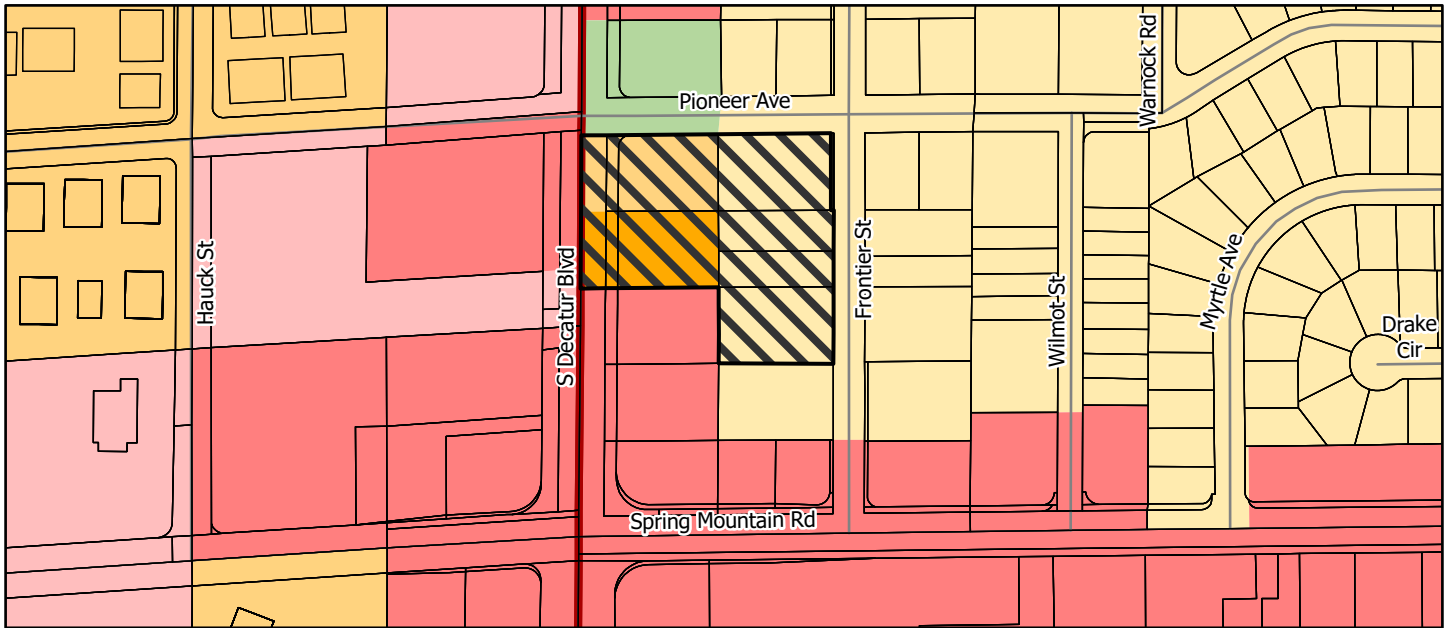 Warnock Rd
Pioneer Ave
Hauck St
S Decatur Blvd
Frontier St
Wilmot St
Myrtle Ave
Drake
Cir
Spring Mountain Rd